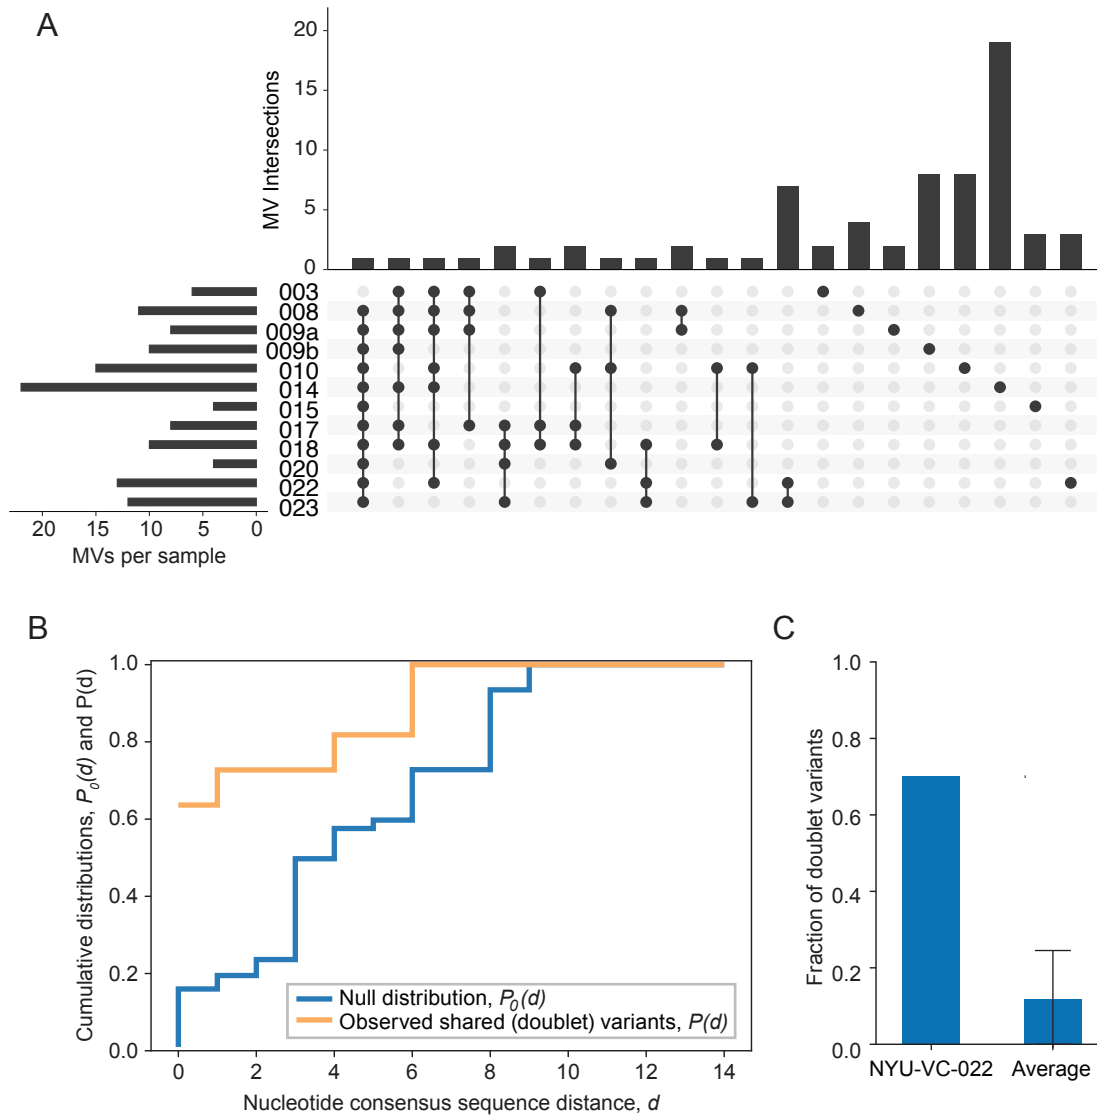 A
MV Intersections
20
15
10
5
0
003
008
009a
009b
010
014
015
017
018
020
022
023
20 15 10 5 0
MVs per sample
B
Cumulative distributions, P₀(d) and P(d)
1.0
0.8
0.6
0.4
0.2
0.0
Null distribution, P₀(d)
Observed shared (doublet) variants, P(d)
0 2 4 6 8 10 12 14
Nucleotide consensus sequence distance, d
C
Fraction of doublet variants
1.0
0.8
0.6
0.4
0.2
0.0
NYU-VC-022 Average